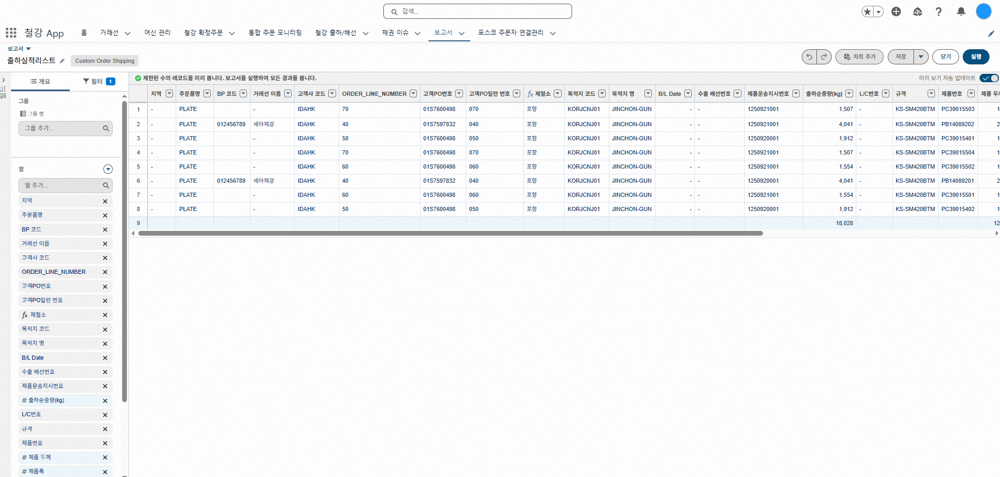 검색...
철강 App 홈 거래선 여신 관리 철강 확정주문 통합 주문 모니터링 철강 출하/배선 채권 이슈 보고서 포스코 주문자 연결관리
보고서
출하실적리스트 Custom Order Shipping 차트 추가 저장 닫기 실행
개요 필터 1
제한된 수의 레코드를 미리 봅니다. 보고서를 실행하여 모든 결과를 봅니다. 미리 보기 자동 업데이트
그룹
그룹 행
그룹 추가...
열
열 추가...
지역
주문품명
BP 코드
거래선 이름
고객사 코드
ORDER_LINE_NUMBER
고객PO번호
고객PO일련 번호
fx 제철소
목적지 코드
목적지 명
B/L Date
수출 배선번호
제품운송지시번호
# 출하순중량(kg)
L/C번호
규격
제품번호
# 제품 두께
# 제품폭
지역 주문품명 BP 코드 거래선 이름 고객사 코드 ORDER_LINE_NUMBER 고객PO번호 고객PO일련 번호 fx 제철소 목적지 코드 목적지 명 B/L Date 수출 배선번호 제품운송지시번호 출하순중량(kg) L/C번호 규격 제품번호 제품 두께
1 - PLATE - IDAHK 70 01S7600498 070 포항 KORJCNJ01 JINCHON-GUN - - 1250921001 1,507 - KS-SM420BTM PC39015503 1
2 - PLATE 012456789 세아제강 IDAHK 40 01S7597832 040 포항 KORJCNJ01 JINCHON-GUN - - 1250921001 4,041 - KS-SM420BTM PB14089202 2
3 - PLATE - IDAHK 50 01S7600498 050 포항 KORJCNJ01 JINCHON-GUN - - 1250920001 1,912 - KS-SM420BTM PC39015401 1
4 - PLATE - IDAHK 70 01S7600498 070 포항 KORJCNJ01 JINCHON-GUN - - 1250921001 1,507 - KS-SM420BTM PC39015504 1
5 - PLATE - IDAHK 60 01S7600498 060 포항 KORJCNJ01 JINCHON-GUN - - 1250921001 1,554 - KS-SM420BTM PC39015502 1
6 - PLATE 012456789 세아제강 IDAHK 40 01S7597832 040 포항 KORJCNJ01 JINCHON-GUN - - 1250920001 4,041 - KS-SM420BTM PB14089201 2
7 - PLATE - IDAHK 60 01S7600498 060 포항 KORJCNJ01 JINCHON-GUN - - 1250921001 1,554 - KS-SM420BTM PC39015501 1
8 - PLATE - IDAHK 50 01S7600498 050 포항 KORJCNJ01 JINCHON-GUN - - 1250920001 1,912 - KS-SM420BTM PC39015402 1
9 18,028 12